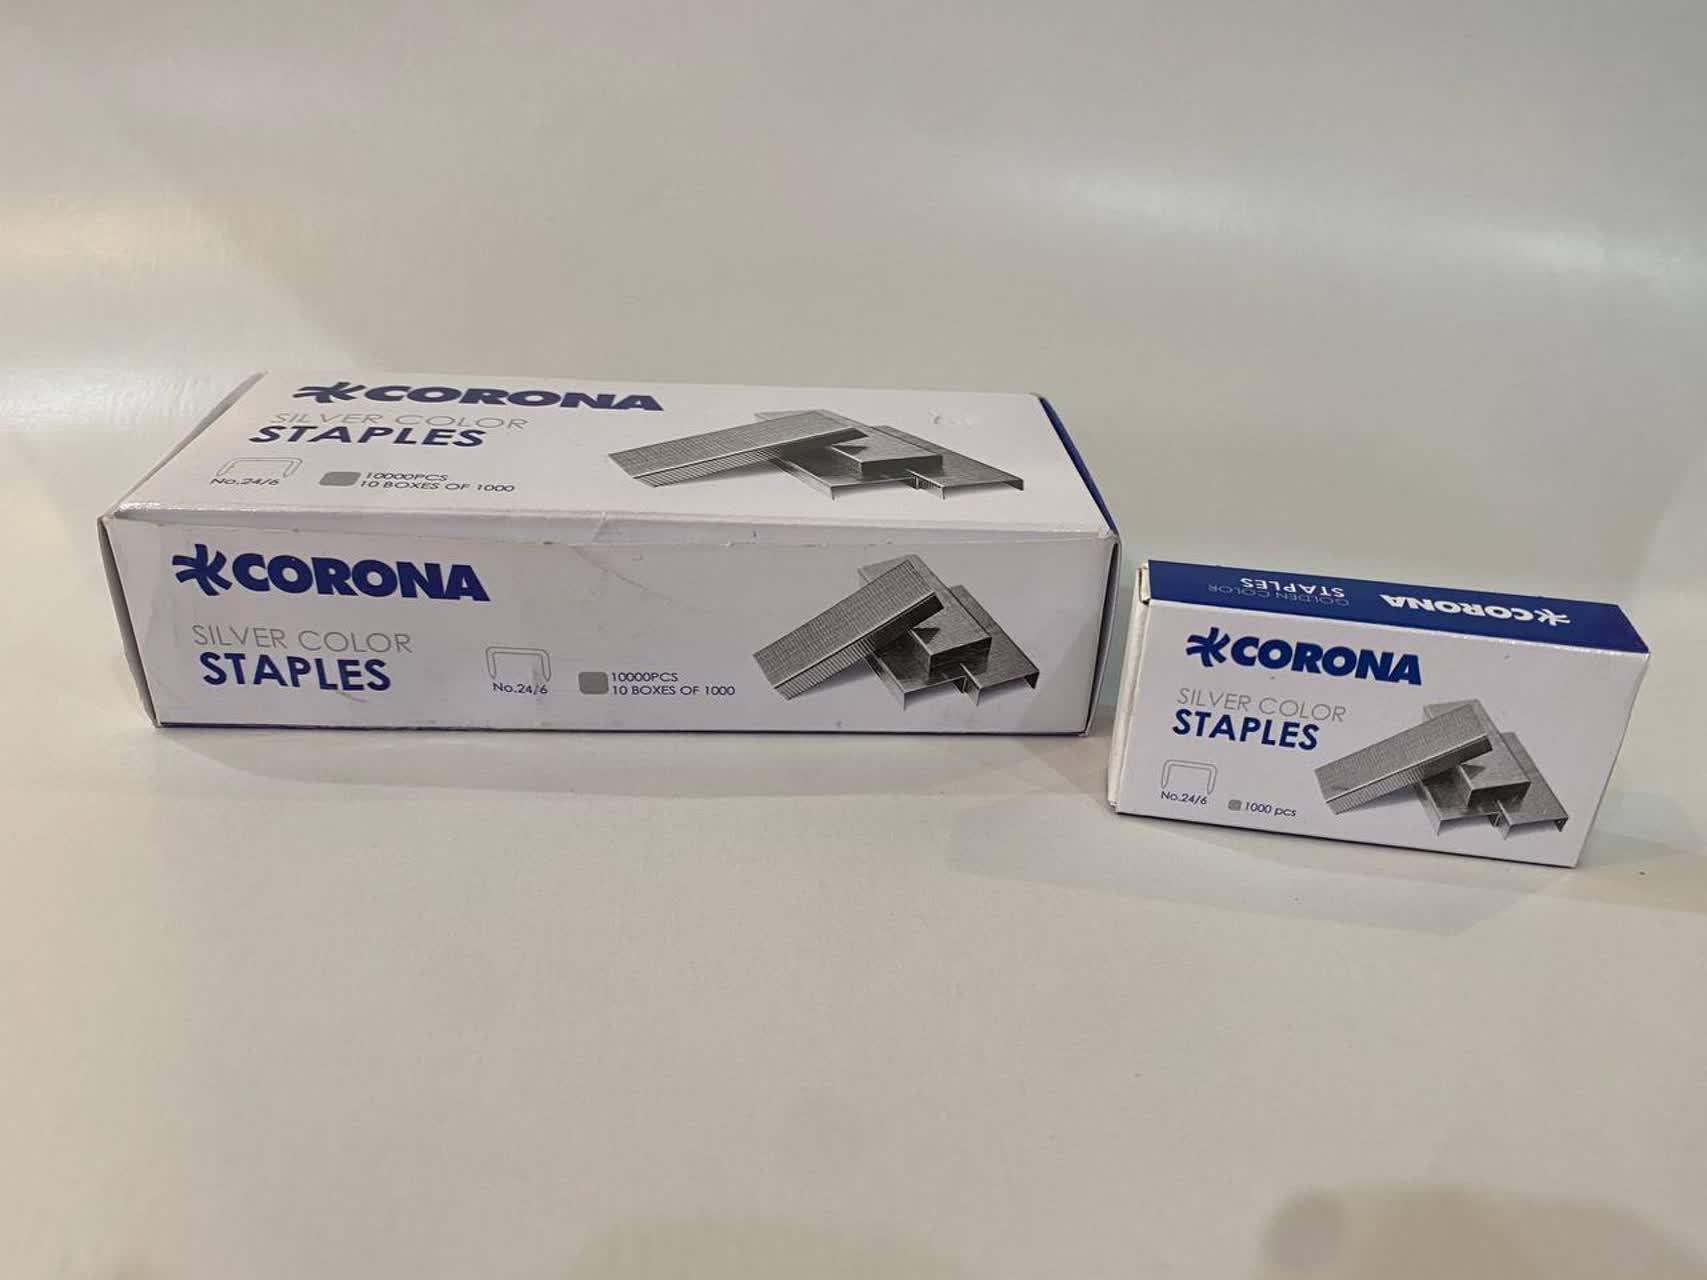 CORONA
SILVER COLOR
STAPLES
No.24/6
10000PCS
10 BOXES OF 1000
CORONA
SILVER COLOR
STAPLES
No.24/6
10000PCS
10 BOXES OF 1000
CORONA
GOLDEN COLOR
STAPLES
CORONA
SILVER COLOR
STAPLES
No.24/6
1000 pcs